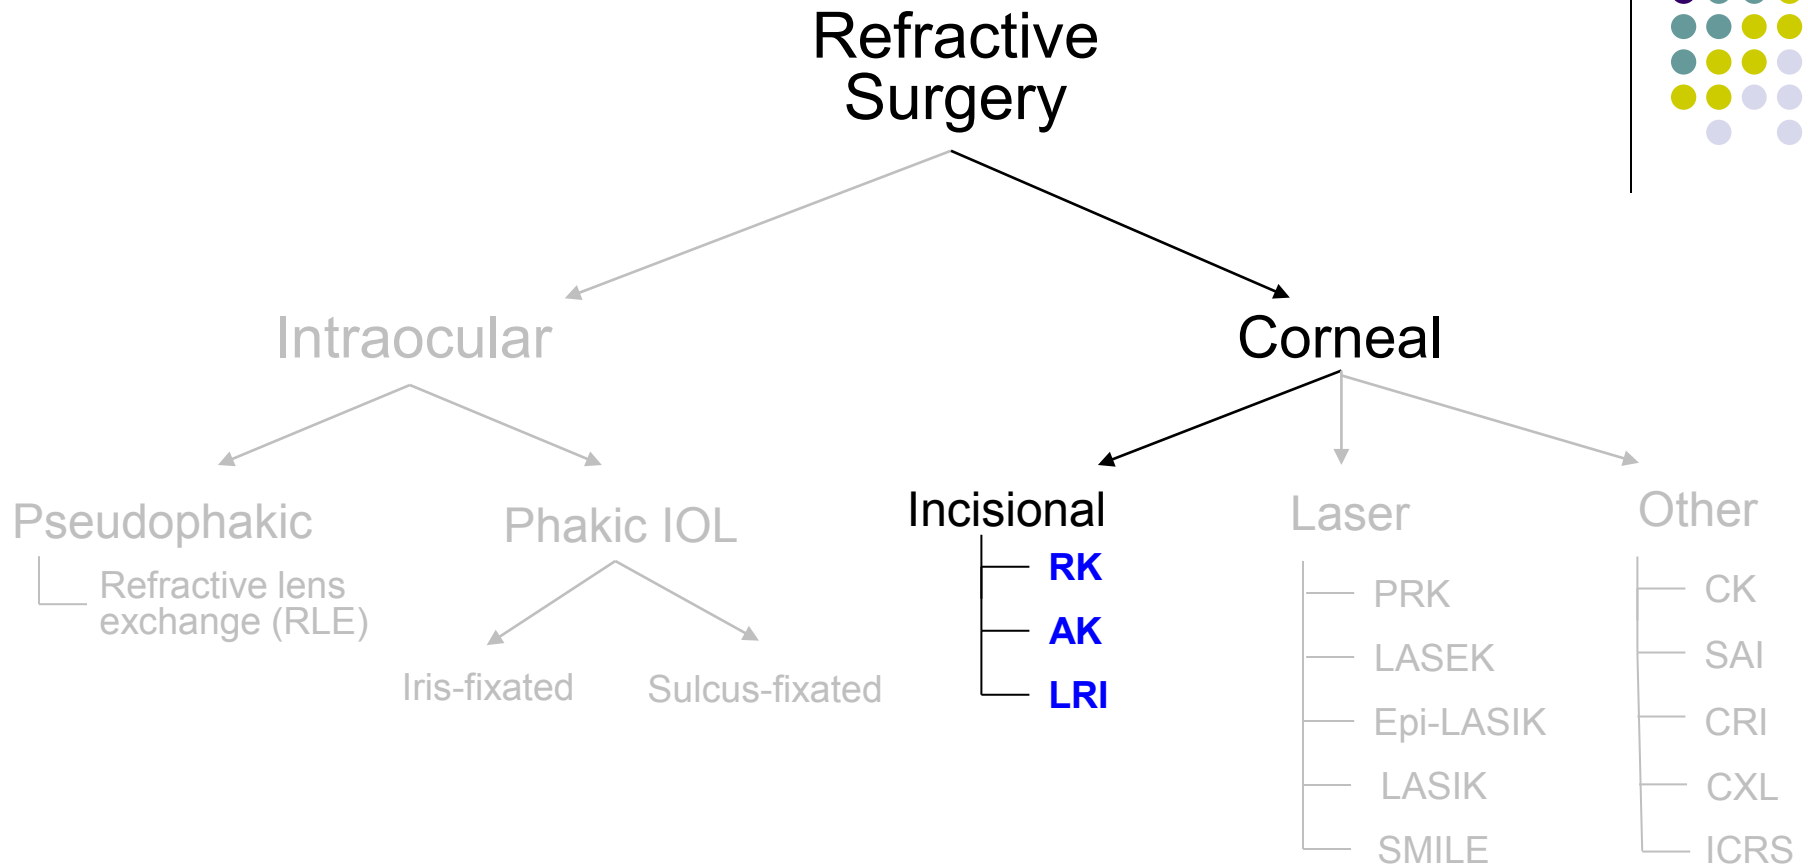 Refractive
Surgery
Intraocular
Corneal
Pseudophakic
Refractive lens
exchange (RLE)
Phakic IOL
Iris-fixated
Sulcus-fixated
Incisional
RK
AK
LRI
Laser
PRK
LASEK
Epi-LASIK
LASIK
SMILE
Other
CK
SAI
CRI
CXL
ICRS